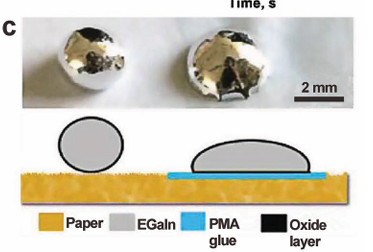 Time, s
C
2 mm
Paper
EGaIn
PMA glue
Oxide layer